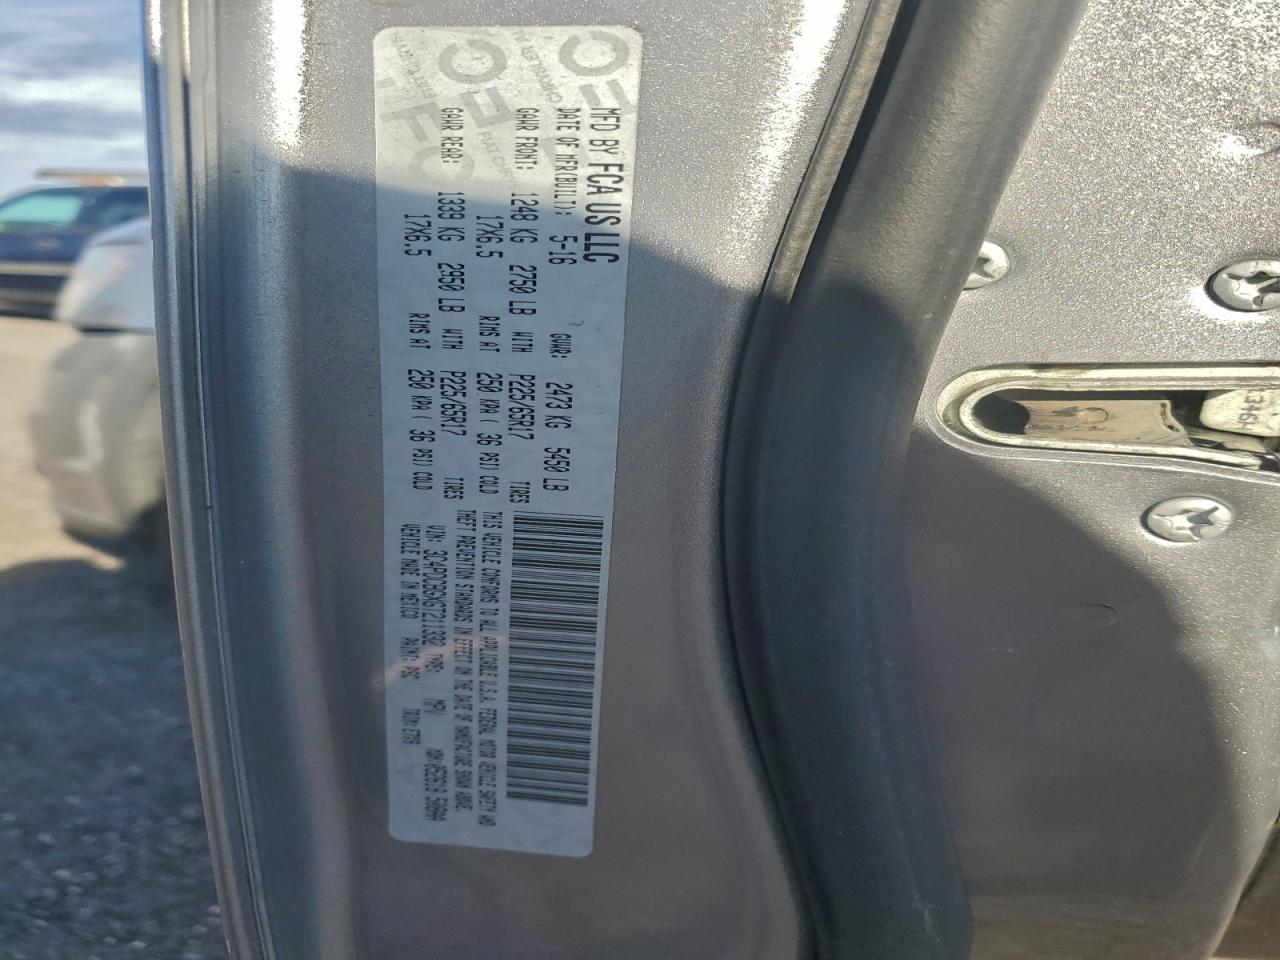 MFD BY FCA US LLC
DATE OF MFR(BUILT): 5-16 GVWR: 2473 KG 5450 LB
GAWR FRONT: 1248 KG 2750 LB WITH P225/65R17 TIRES
17X6.5 RIMS AT 250 KPA ( 36 PSI) COLD
GAWR REAR: 1339 KG 2950 LB WITH P225/65R17 TIRES
17X6.5 RIMS AT 250 KPA ( 36 PSI) COLD
THIS VEHICLE CONFORMS TO ALL APPLICABLE U.S.A. FEDERAL MOTOR VEHICLE SAFETY AND
THEFT PREVENTION STANDARDS IN EFFECT ON THE DATE OF MANUFACTURE SHOWN ABOVE.
VIN: 3C4PDCBGXGT211332 TYPE: MPV
VEHICLE MADE IN MEXICO PAINT: PSC TRIM: